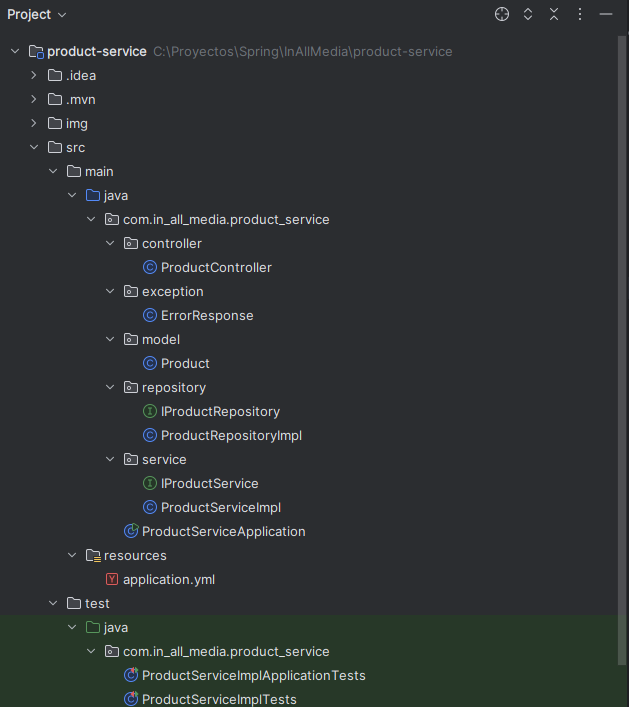 Project
product-service C:\Proyectos\Spring\InAllMedia\product-service
.idea
.mvn
img
src
main
java
com.in_all_media.product_service
controller
ProductController
exception
ErrorResponse
model
Product
repository
IProductRepository
ProductRepositoryImpl
service
IProductService
ProductServiceImpl
ProductServiceApplication
resources
application.yml
test
java
com.in_all_media.product_service
ProductServiceImplApplicationTests
ProductServiceImplTests